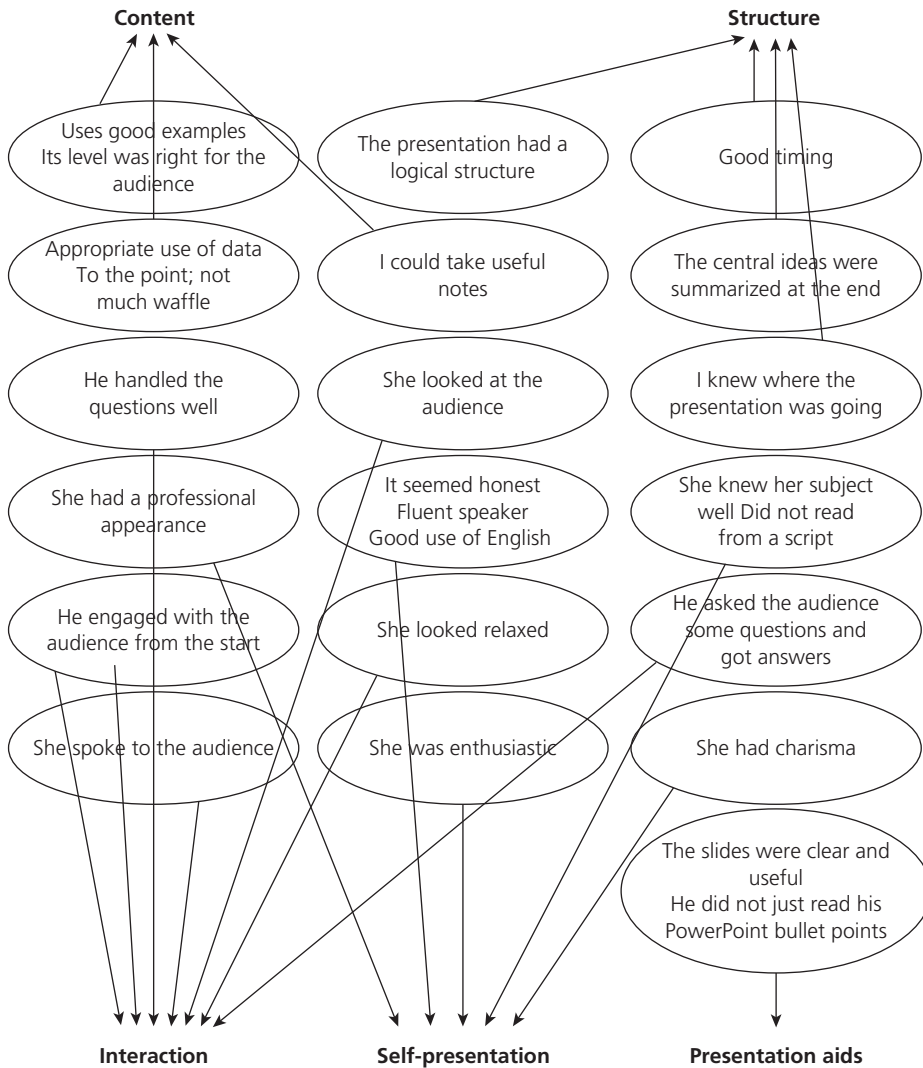 Content
Structure
Uses good examples
Its level was right for the
audience
The presentation had a
logical structure
Good timing
Appropriate use of data
To the point; not
much waffle
I could take useful
notes
The central ideas were
summarized at the end
He handled the
questions well
She looked at the
audience
I knew where the
presentation was going
She had a professional
appearance
It seemed honest
Fluent speaker
Good use of English
She knew her subject
well Did not read
from a script
He engaged with the
audience from the start
She looked relaxed
He asked the audience
some questions and
got answers
She spoke to the audience
She was enthusiastic
She had charisma
The slides were clear and
useful
He did not just read his
PowerPoint bullet points
Interaction
Self-presentation
Presentation aids